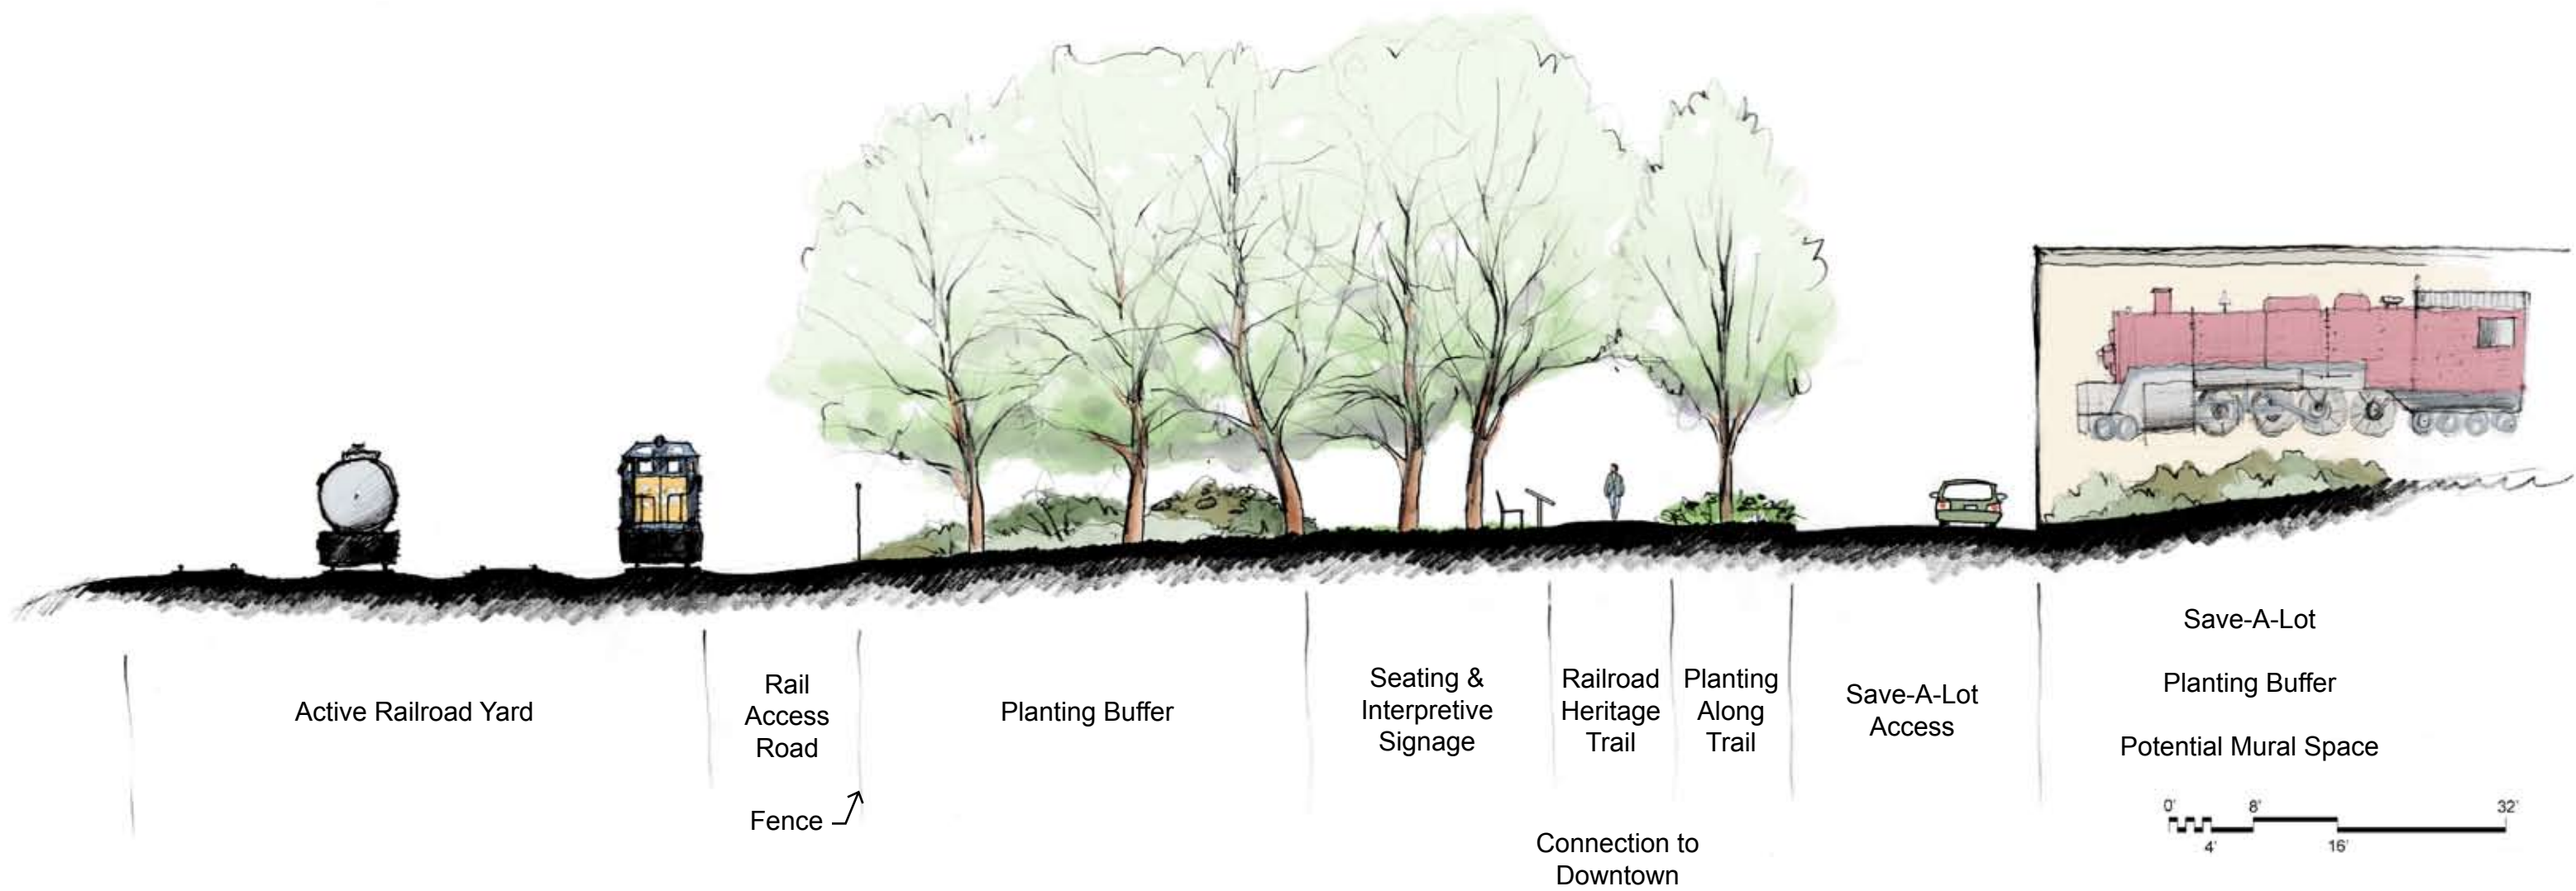 Active Railroad Yard
Rail
Access
Road
Fence
Planting Buffer
Seating &
Interpretive
Signage
Railroad
Heritage
Trail
Connection to
Downtown
Planting
Along
Trail
Save-A-Lot
Access
Save-A-Lot
Planting Buffer
Potential Mural Space
0' 8' 32'
4' 16'